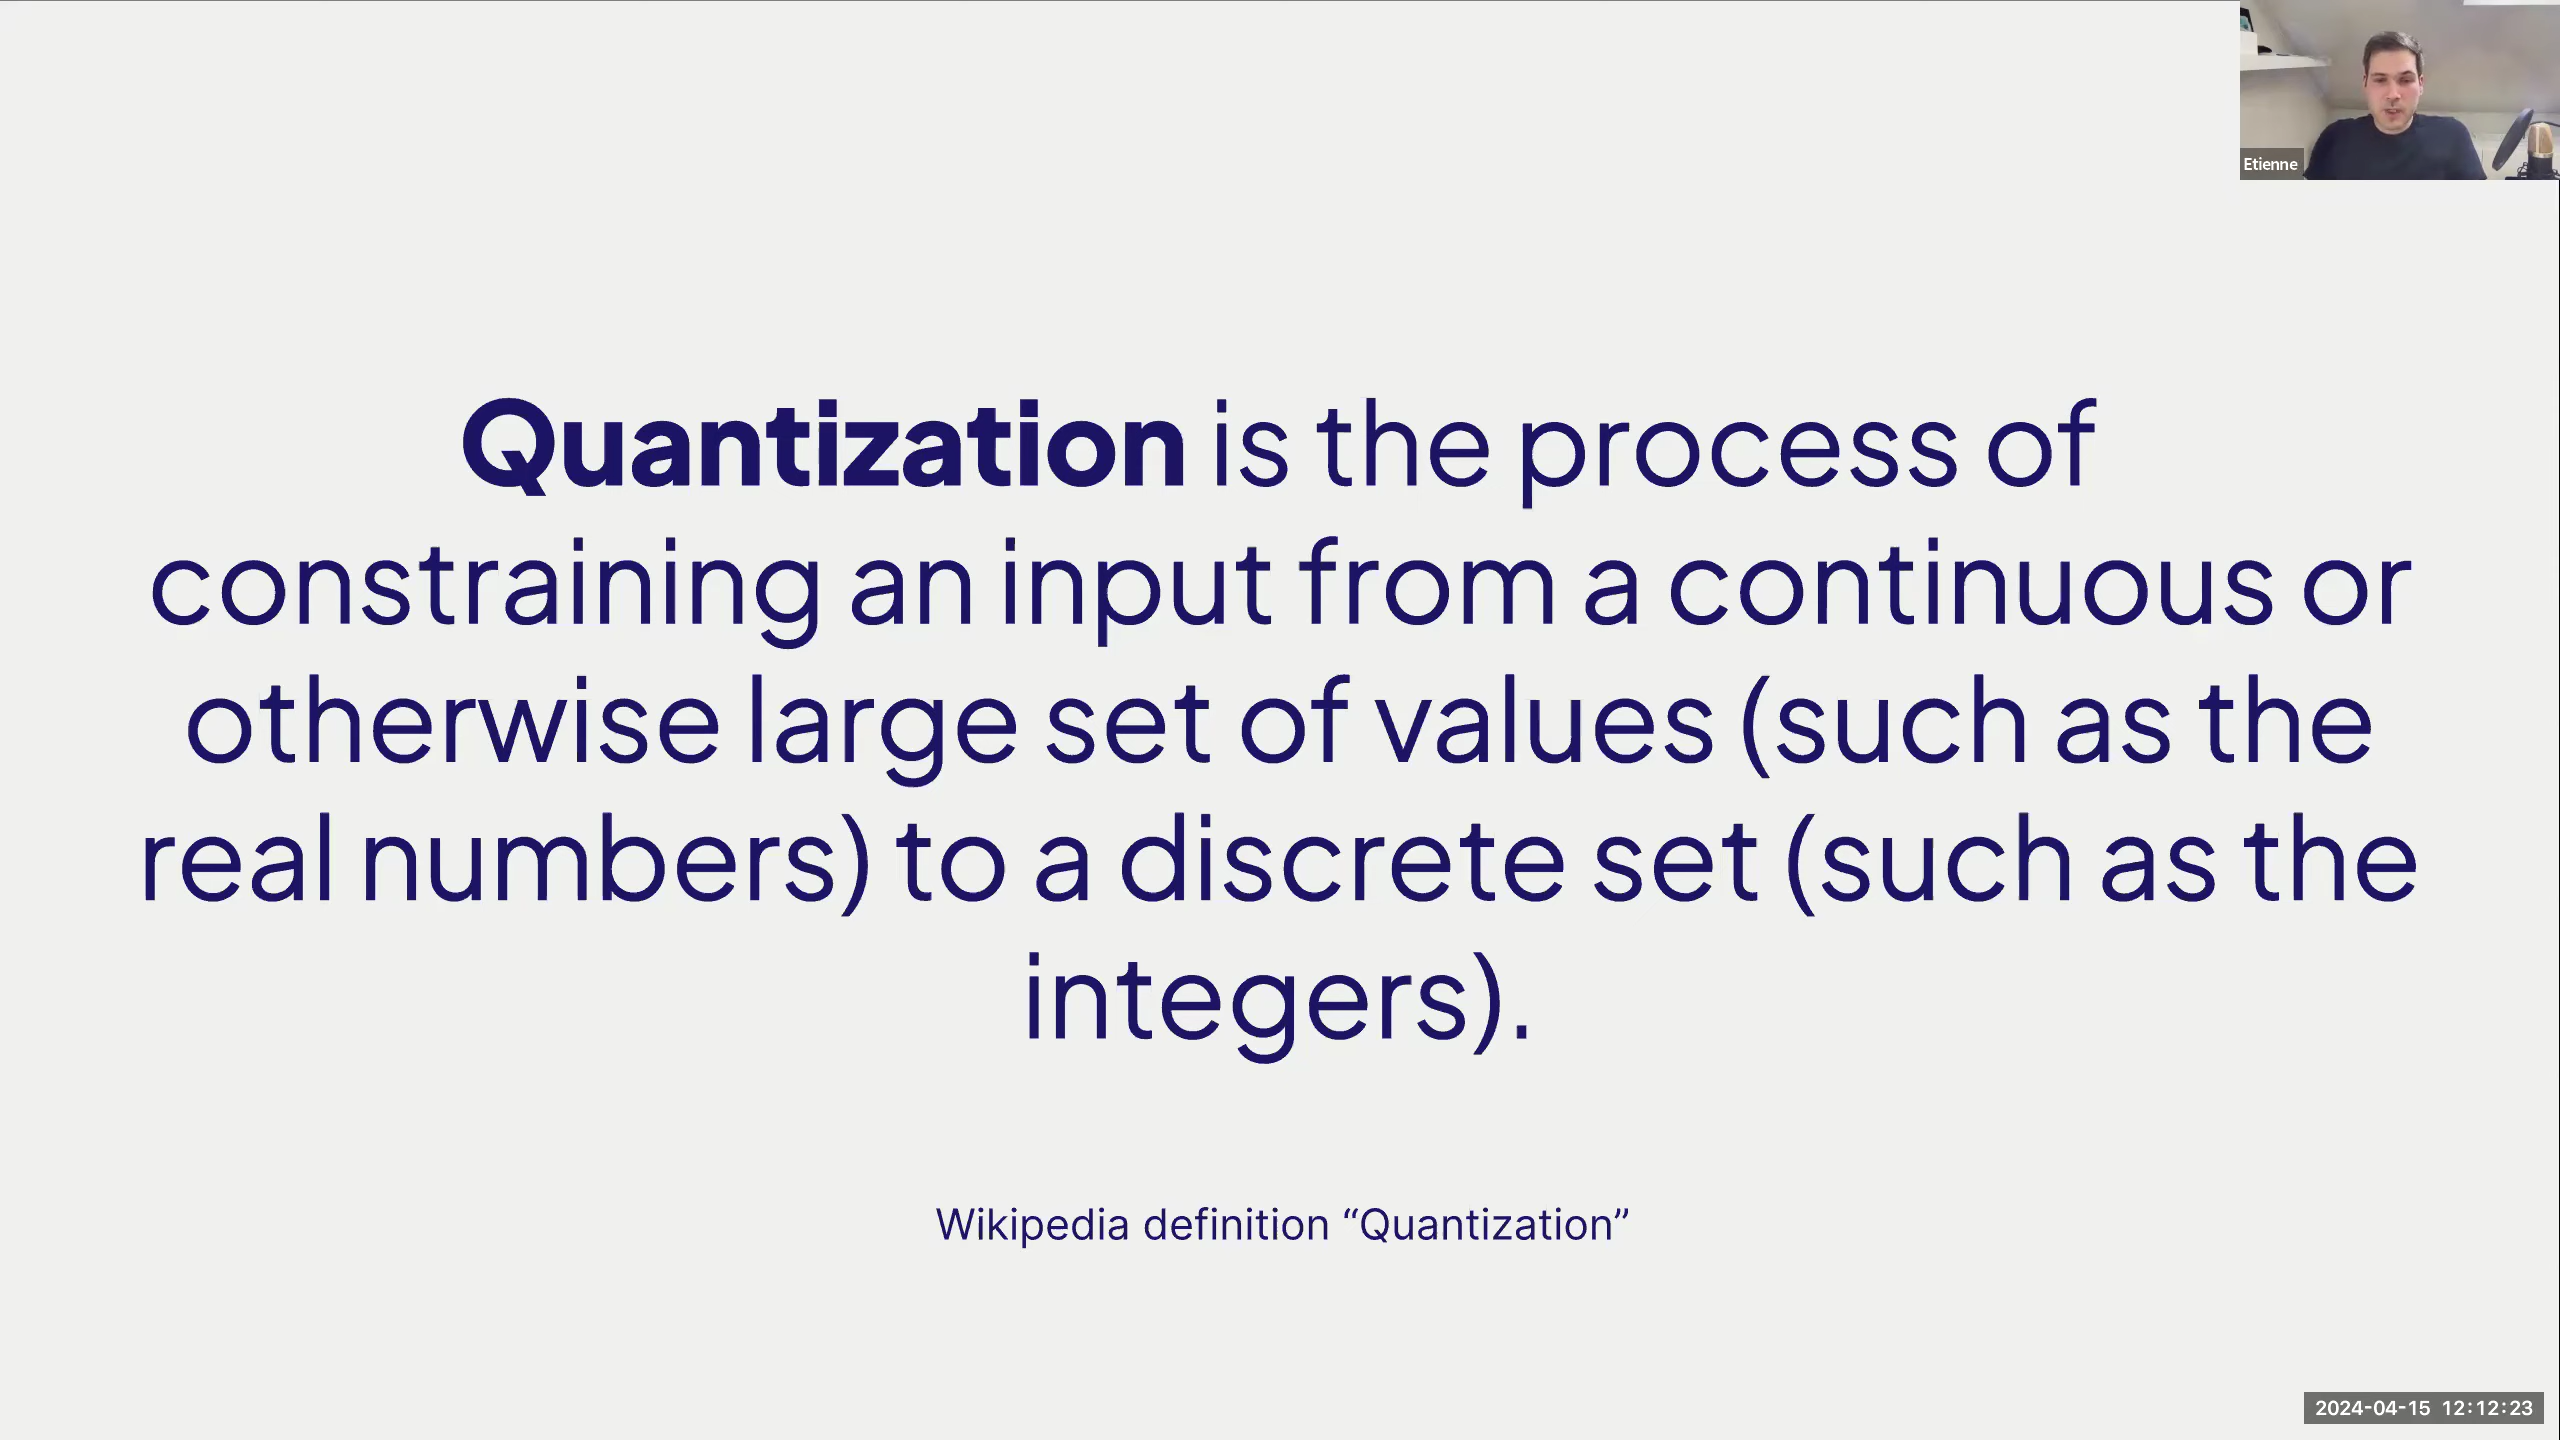 Etienne
Quantization is the process of
constraining an input from a continuous or
otherwise large set of values (such as the
real numbers) to a discrete set (such as the
integers).
Wikipedia definition “Quantization”
2024-04-15 12:12:23